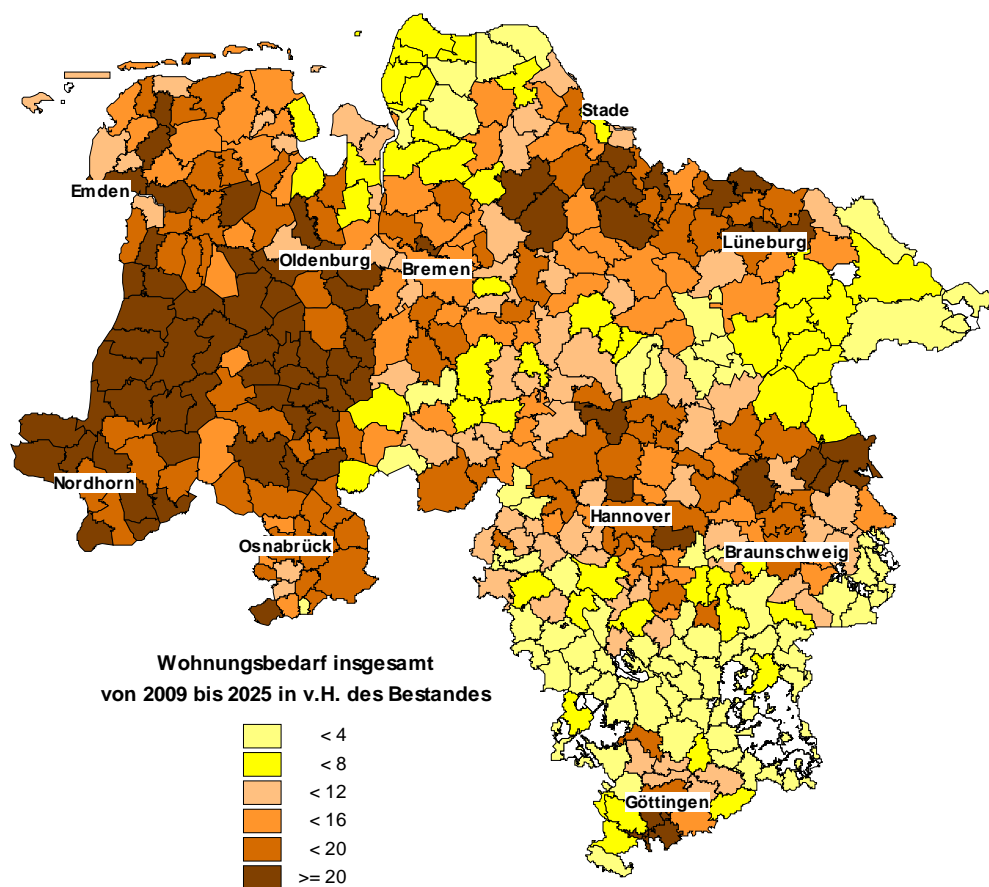 Stade
Emden
Lüneburg
Oldenburg
Bremen
Nordhorn
Hannover
Osnabrück
Braunschweig
Wohnungsbedarf insgesamt
von 2009 bis 2025 in v.H. des Bestandes
< 4
< 8
< 12
< 16
< 20
>= 20
Göttingen